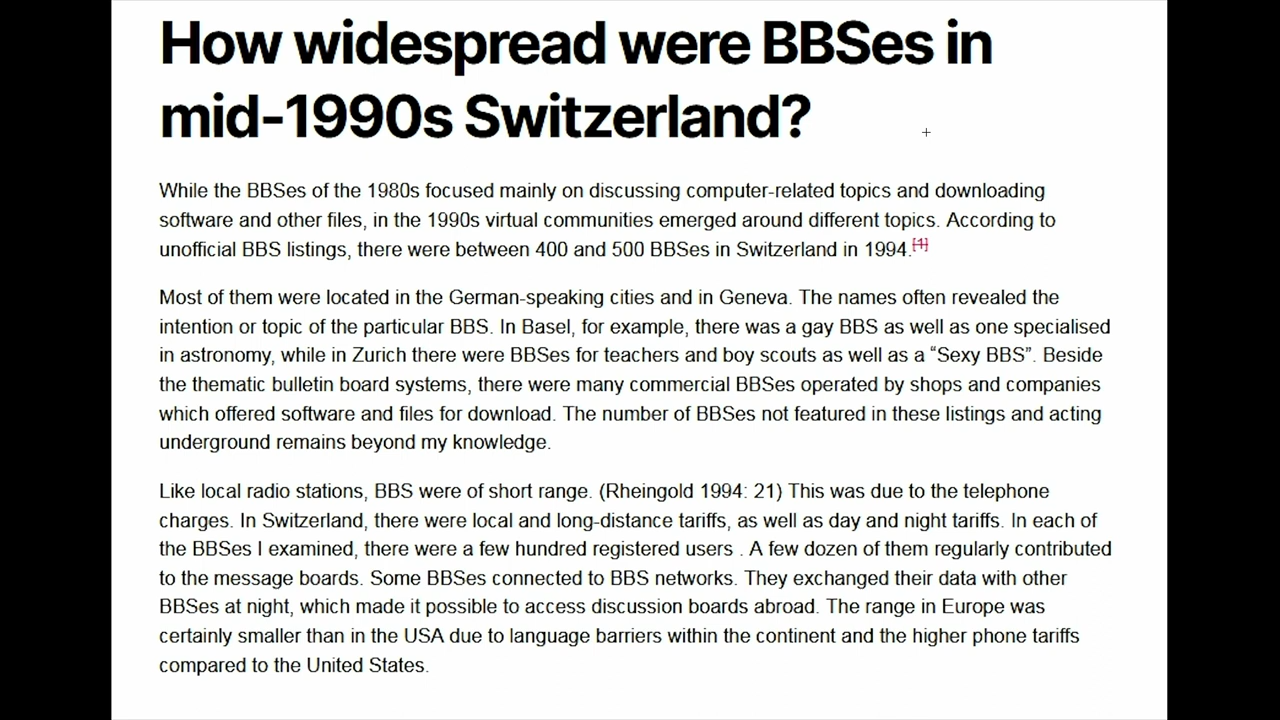 How widespread were BBSes in
mid-1990s Switzerland?
While the BBSes of the 1980s focused mainly on discussing computer-related topics and downloading
software and other files, in the 1990s virtual communities emerged around different topics. According to
unofficial BBS listings, there were between 400 and 500 BBSes in Switzerland in 1994.[1]
Most of them were located in the German-speaking cities and in Geneva. The names often revealed the
intention or topic of the particular BBS. In Basel, for example, there was a gay BBS as well as one specialised
in astronomy, while in Zurich there were BBSes for teachers and boy scouts as well as a “Sexy BBS”. Beside
the thematic bulletin board systems, there were many commercial BBSes operated by shops and companies
which offered software and files for download. The number of BBSes not featured in these listings and acting
underground remains beyond my knowledge.
Like local radio stations, BBS were of short range. (Rheingold 1994: 21) This was due to the telephone
charges. In Switzerland, there were local and long-distance tariffs, as well as day and night tariffs. In each of
the BBSes I examined, there were a few hundred registered users . A few dozen of them regularly contributed
to the message boards. Some BBSes connected to BBS networks. They exchanged their data with other
BBSes at night, which made it possible to access discussion boards abroad. The range in Europe was
certainly smaller than in the USA due to language barriers within the continent and the higher phone tariffs
compared to the United States.